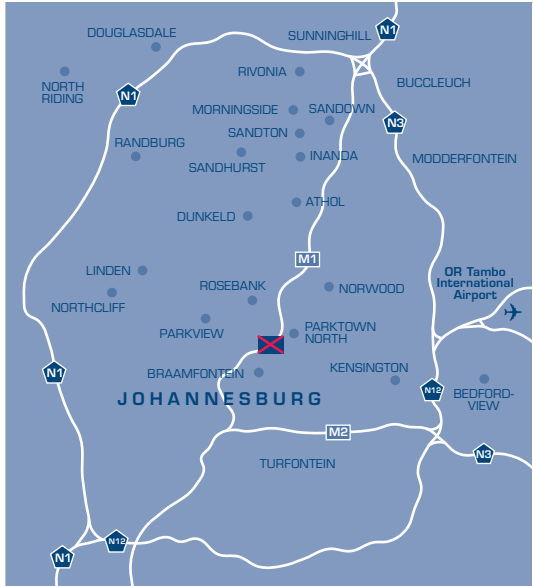 DOUGLASDALE
SUNNINGHILL
N1
RIVONIA
NORTH
RIDING
BUCCLEUCH
N1
MORNINGSIDE
SANDOWN
N3
SANDTON
RANDBURG
INANDA
MODDERFONTEIN
SANDHURST
ATHOL
DUNKELD
M1
LINDEN
OR Tambo
International
Airport
ROSEBANK
NORWOOD
NORTHCLIFF
PARKVIEW
PARKTOWN
NORTH
N1
BRAAMFONTEIN
KENSINGTON
N12
BEDFORD-
VIEW
JOHANNESBURG
M2
N3
TURFONTEIN
N12
N1